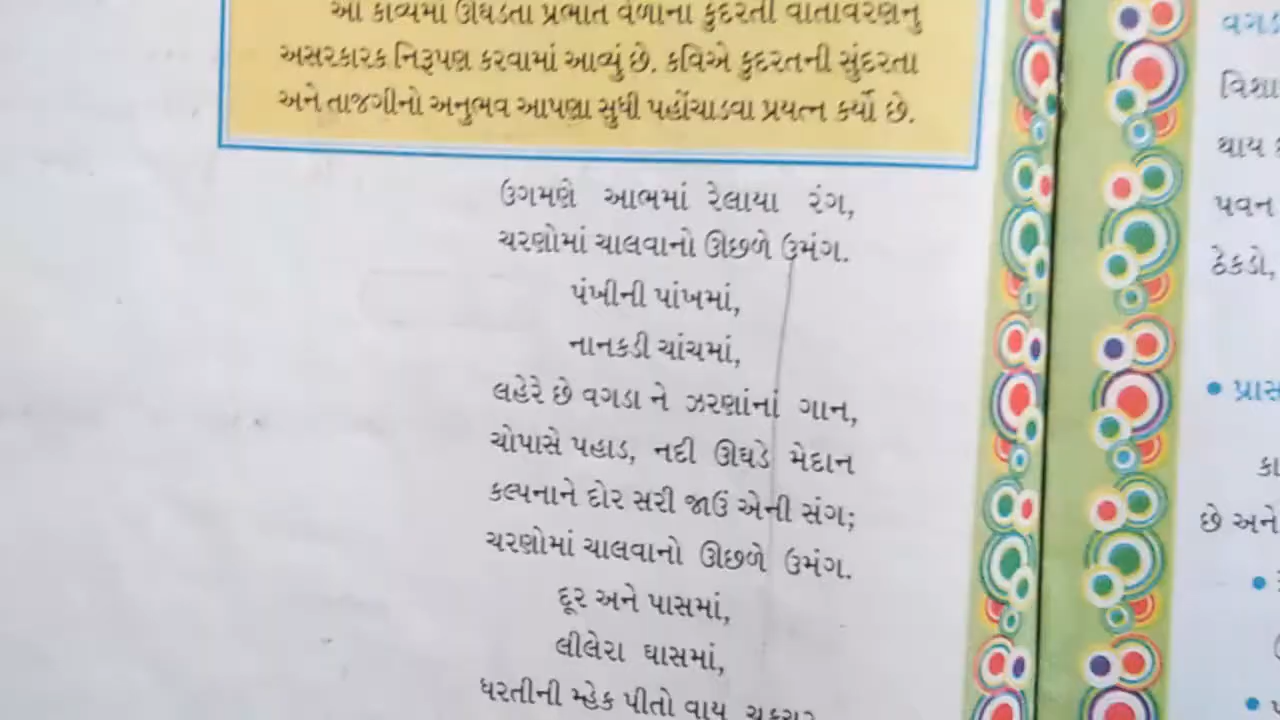 આ કાવ્યમાં ઊઘડતા પ્રભાત વેળાના કુદરતી વાતાવરણનું
અસરકારક નિરૂપણ કરવામાં આવ્યું છે. કવિએ કુદરતની સુંદરતા
અને તાજગીનો અનુભવ આપણા સુધી પહોંચાડવા પ્રયત્ન કર્યો છે.
ઉગમણે આભમાં રેલાયા રંગ,
ચરણોમાં ચાલવાનો ઊછળે ઉમંગ.
પંખીની પાંખમાં,
નાનકડી ચાંચમાં,
લહેરે છે વગડા ને ઝરણાંનાં ગાન,
ચોપાસે પહાડ, નદી ઊઘડે મેદાન
કલ્પનાને દોર સરી જાઉં એની સંગ;
ચરણોમાં ચાલવાનો ઊછળે ઉમંગ.
દૂર અને પાસમાં,
લીલેરા ઘાસમાં,
ધરતીની મ્હેક પીતો વાય
થાય
પવન
ઠેકડો,
છે અને